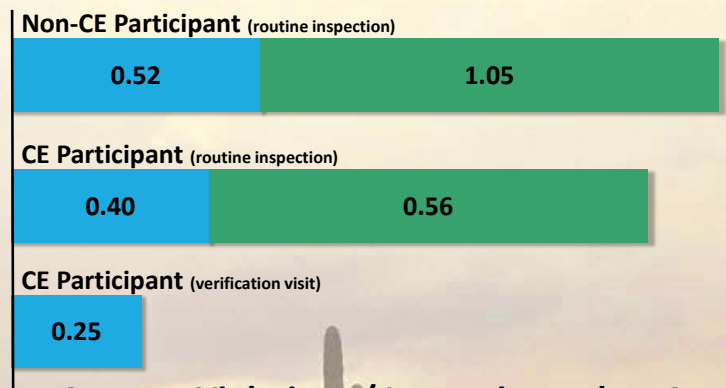 Non-CE Participant (routine inspection)
0.52 1.05
CE Participant (routine inspection)
0.40 0.56
CE Participant (verification visit)
0.25